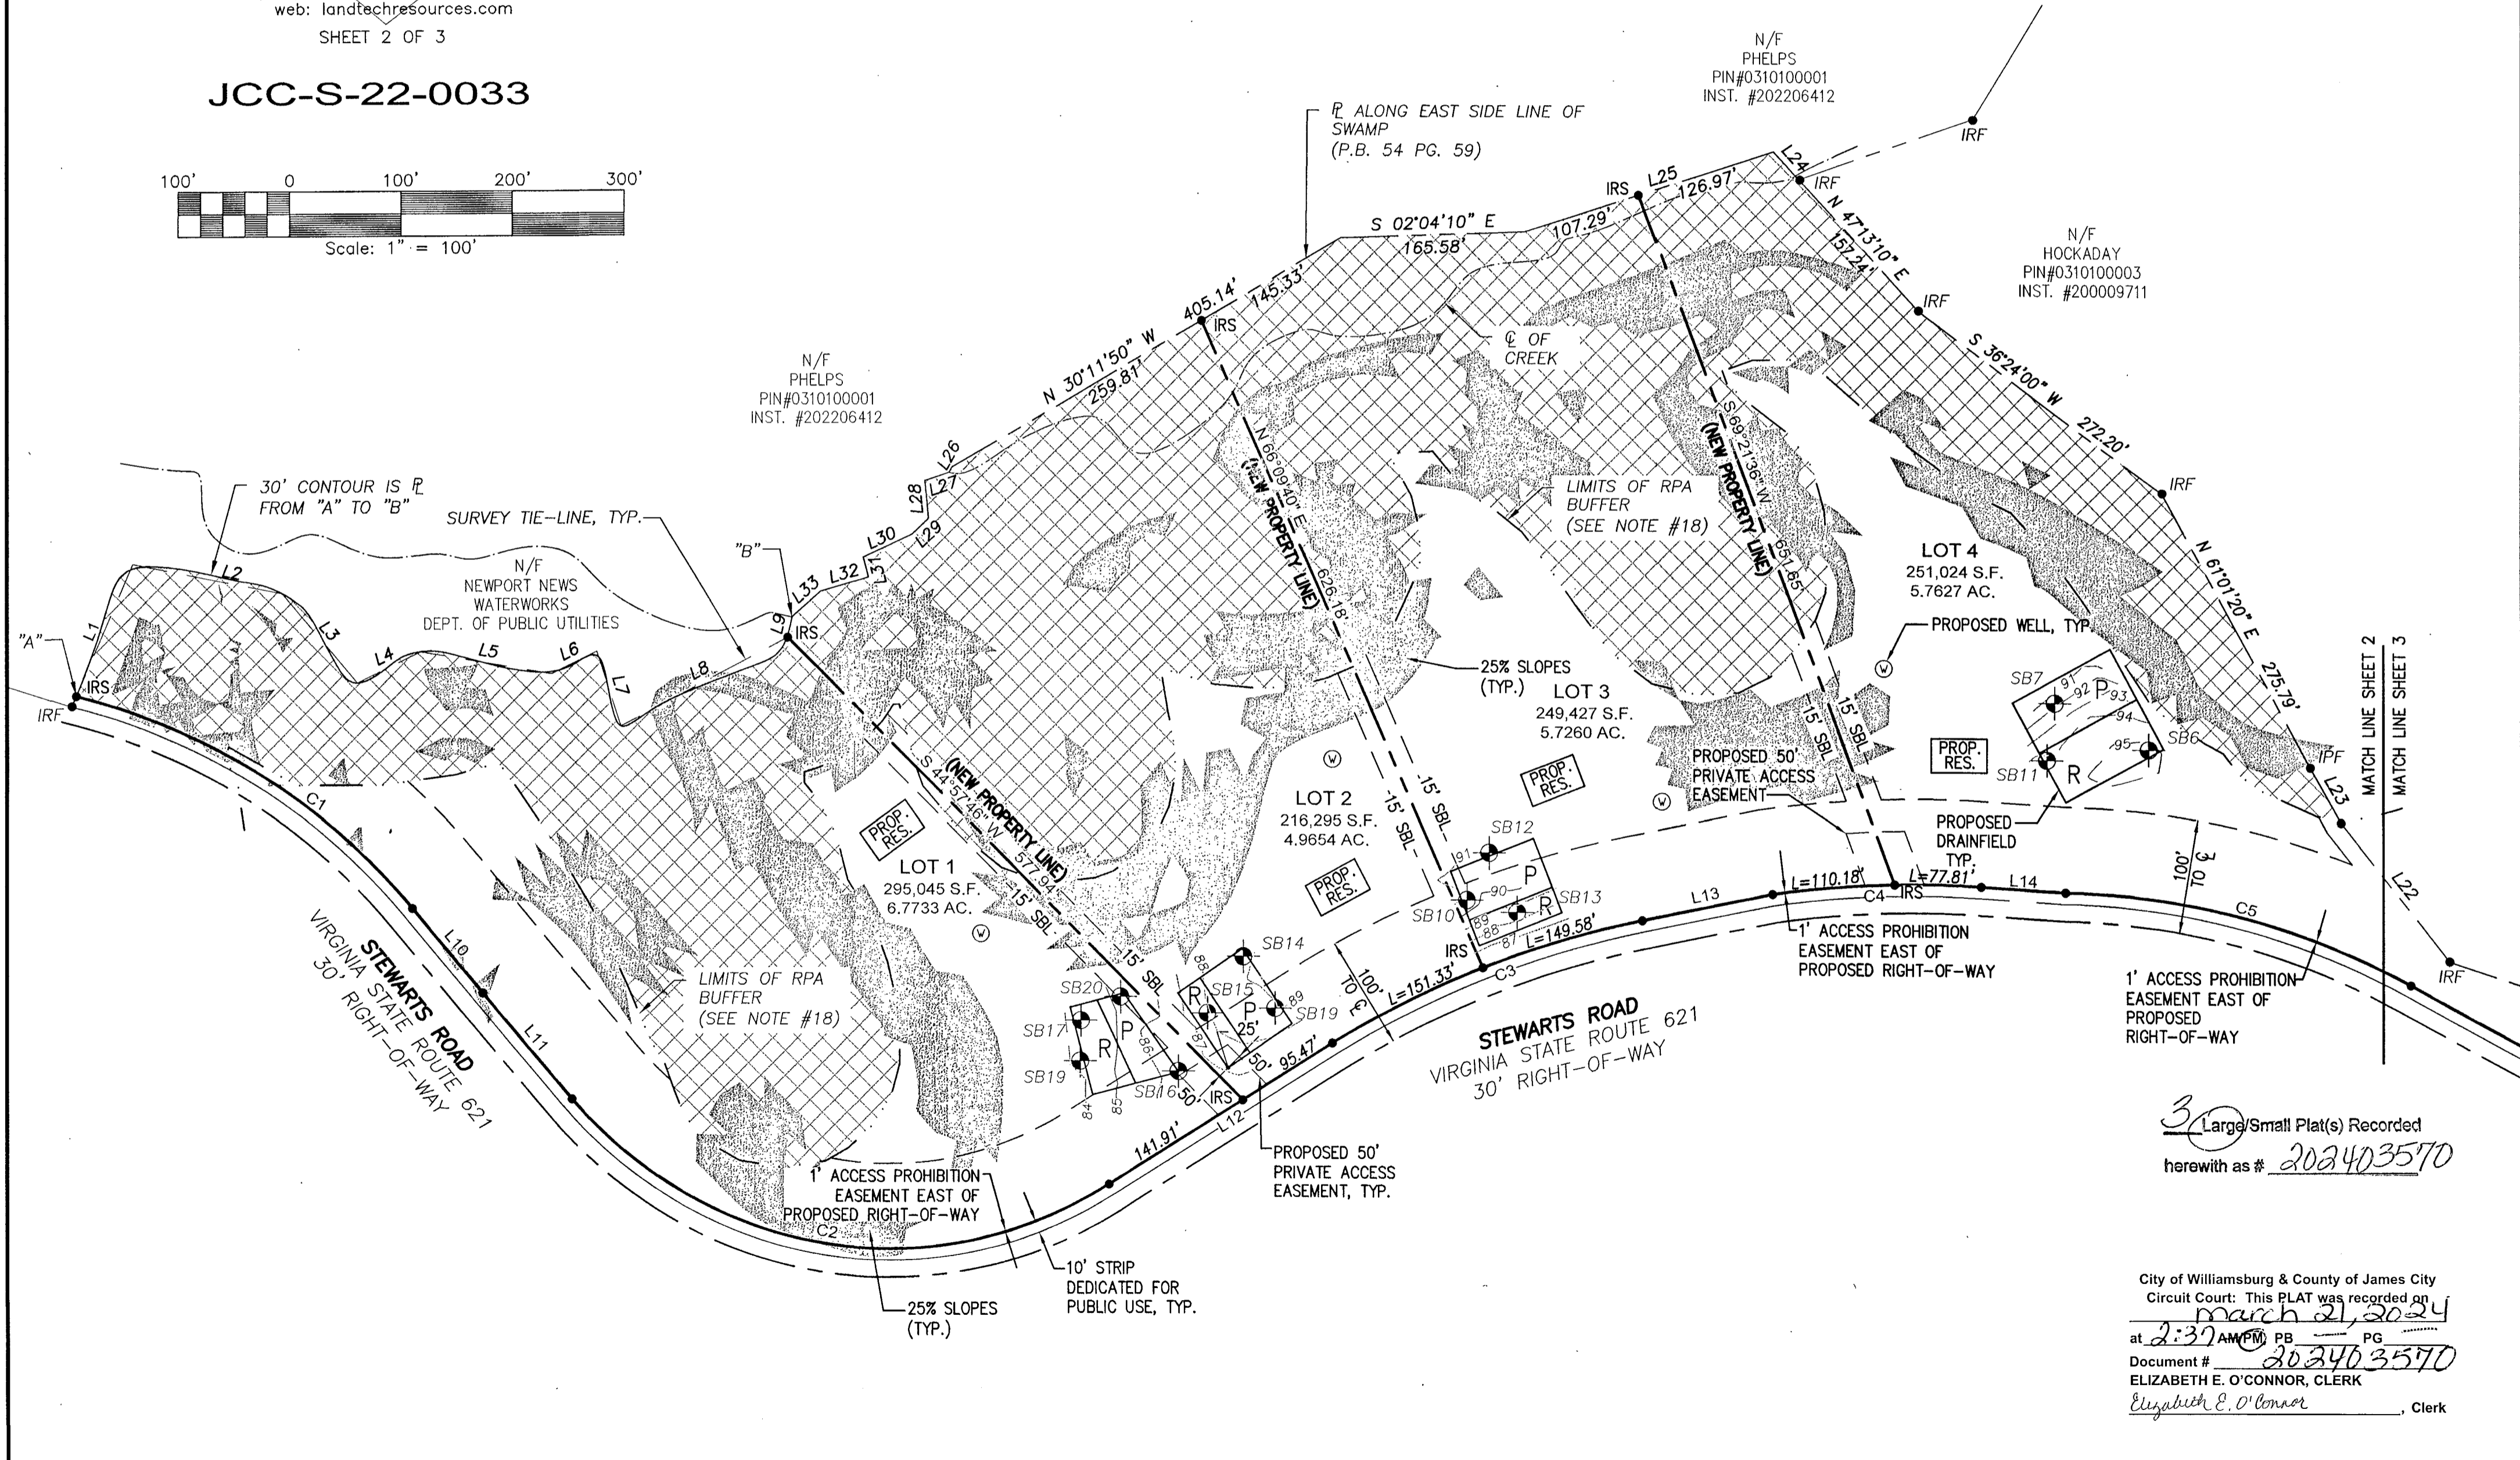 web: landtechresources.com
SHEET 2 OF 3
JCC-S-22-0033
100' 0 100' 200' 300'
Scale: 1" = 100'
N/F
PHELPS
PIN#0310100001
INST. #202206412
IRF
℄ ALONG EAST SIDE LINE OF
SWAMP
(P.B. 54 PG. 59)
IRS
L25
126.97'
L24
IRF
N 47°13'10" E
157.24'
N/F
HOCKADAY
PIN#0310100003
INST. #200009711
IRF
S 36°24'00" W
272.20'
IRF
N 61°01'20" E
275.79'
IPF
L23
L22
IRF
MATCH LINE SHEET 2
MATCH LINE SHEET 3
S 02°04'10" E
165.58'
107.29'
405.14'
145.33'
IRS
N 30°11'50" W
259.81'
℄ OF
CREEK
N/F
PHELPS
PIN#0310100001
INST. #202206412
L26
L27
L28
L29
L30
L31
L32
L33
30' CONTOUR IS ℄
FROM "A" TO "B"
SURVEY TIE-LINE, TYP.
"B"
IRS
L9
N/F
NEWPORT NEWS
WATERWORKS
DEPT. OF PUBLIC UTILITIES
"A"
IRS
IRF
L1
L2
L3
L4
L5
L6
L7
L8
C1
L10
L11
STEWARTS ROAD
VIRGINIA STATE ROUTE 621
30' RIGHT-OF-WAY
LIMITS OF RPA
BUFFER
(SEE NOTE #18)
N 66°09'40" E
626.18'
(NEW PROPERTY LINE)
S 69°21'36" W
651.65'
(NEW PROPERTY LINE)
LIMITS OF RPA
BUFFER
(SEE NOTE #18)
LOT 4
251,024 S.F.
5.7627 AC.
PROPOSED WELL, TYP.
W
SB7
91
92
P
93
94
95
SB6
SB11
R
PROP.
RES.
PROPOSED
DRAINFIELD
TYP.
25% SLOPES
(TYP.)
LOT 3
249,427 S.F.
5.7260 AC.
PROP.
RES.
W
PROPOSED 50'
PRIVATE ACCESS
EASEMENT
15' SBL
15' SBL
S 44°57'46" W 577.94'
(NEW PROPERTY LINE)
PROP.
RES.
LOT 1
295,045 S.F.
6.7733 AC.
W
15' SBL
15' SBL
W
LOT 2
216,295 S.F.
4.9654 AC.
PROP.
RES.
15' SBL
15' SBL
SB12
91
P
90
SB10
SB13
R
89
88
87
IRS
L=149.58'
C3
L=151.33'
L13
L=110.18'
C4
IRS
L=77.81'
L14
C5
100'
TO ℄
1' ACCESS PROHIBITION
EASEMENT EAST OF
PROPOSED RIGHT-OF-WAY
1' ACCESS PROHIBITION
EASEMENT EAST OF
PROPOSED
RIGHT-OF-WAY
SB14
88
R
SB15
P
89
SB19
87
25'
50'
100'
TO ℄
95.47'
SB20
SB17
P
R
86
SB19
SB16
84
85
50'
IRS
L12
141.91'
STEWARTS ROAD
VIRGINIA STATE ROUTE 621
30' RIGHT-OF-WAY
PROPOSED 50'
PRIVATE ACCESS
EASEMENT, TYP.
1' ACCESS PROHIBITION
EASEMENT EAST OF
PROPOSED RIGHT-OF-WAY
C2
10' STRIP
DEDICATED FOR
PUBLIC USE, TYP.
25% SLOPES
(TYP.)
3 Large/Small Plat(s) Recorded
herewith as # 202403570
City of Williamsburg & County of James City
Circuit Court: This PLAT was recorded on
march 21, 2024
at 2:37 AM/PM, PB — PG —
Document # 202403570
ELIZABETH E. O'CONNOR, CLERK
Elizabeth E. O'Connor, Clerk